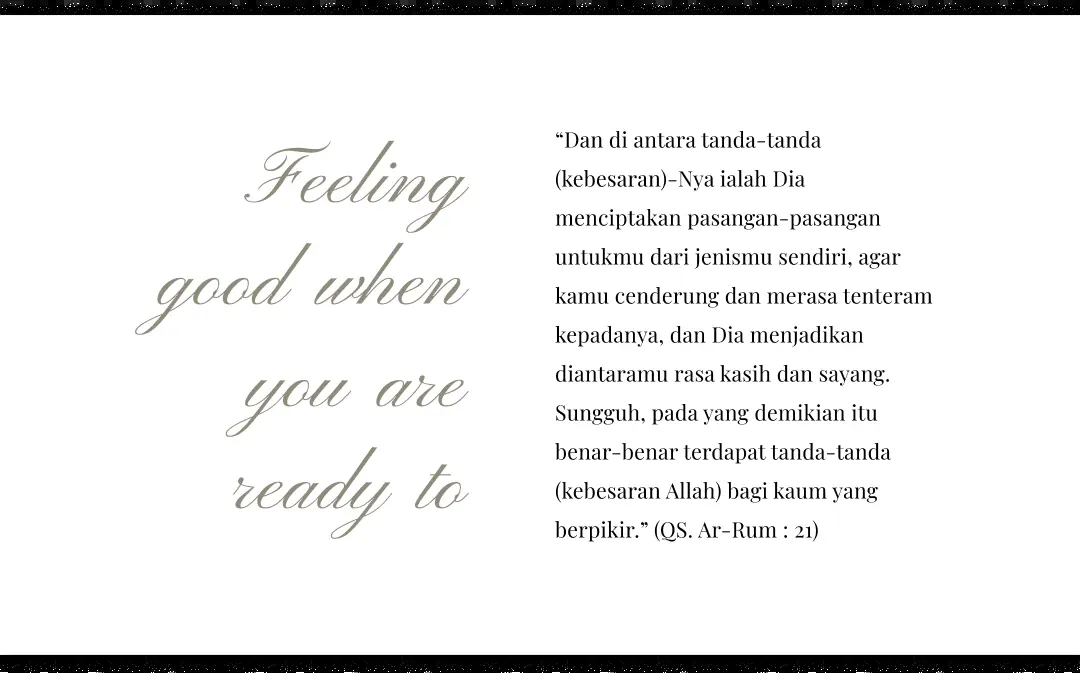 Feeling
good when
you are
ready to
“Dan di antara tanda-tanda
(kebesaran)-Nya ialah Dia
menciptakan pasangan-pasangan
untukmu dari jenismu sendiri, agar
kamu cenderung dan merasa tenteram
kepadanya, dan Dia menjadikan
diantaramu rasa kasih dan sayang.
Sungguh, pada yang demikian itu
benar-benar terdapat tanda-tanda
(kebesaran Allah) bagi kaum yang
berpikir.” (QS. Ar-Rum : 21)